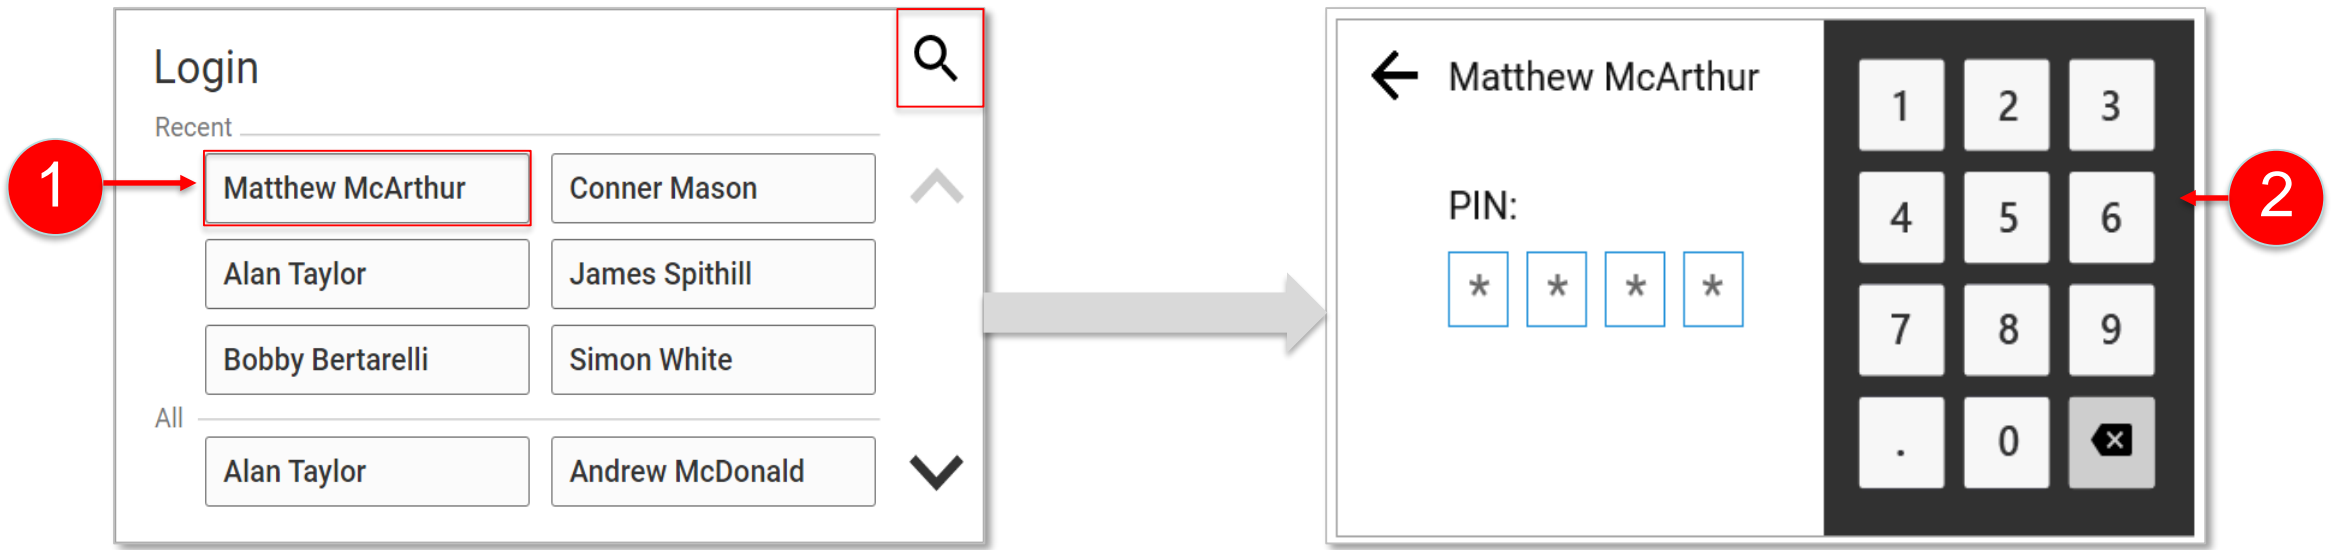 Login
Recent
1
Matthew McArthur
Conner Mason
Alan Taylor
James Spithill
Bobby Bertarelli
Simon White
All
Alan Taylor
Andrew McDonald
Matthew McArthur
PIN:
* * * *
1 2 3
4 5 6
7 8 9
. 0
2